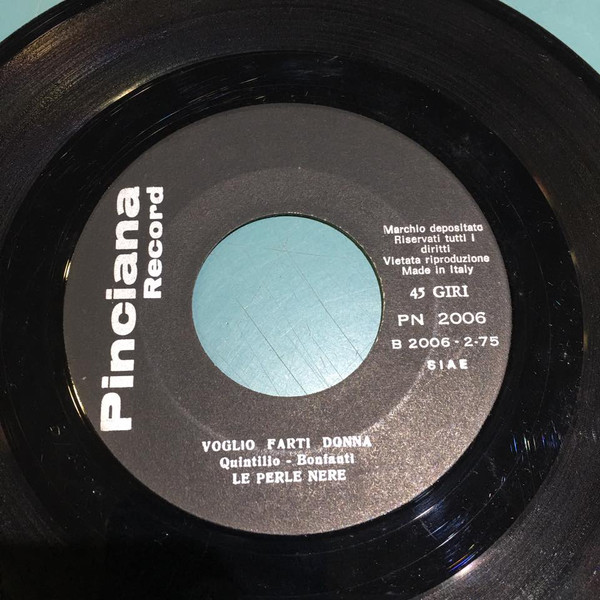 Pinciana
Record
Marchio depositato
Riservati tutti i
diritti
Vietata riproduzione
Made in Italy
45 GIRI
PN 2006
B 2006 - 2-75
SIAE
VOGLIO FARTI DONNA
Quintilio - Bonfanti
LE PERLE NERE